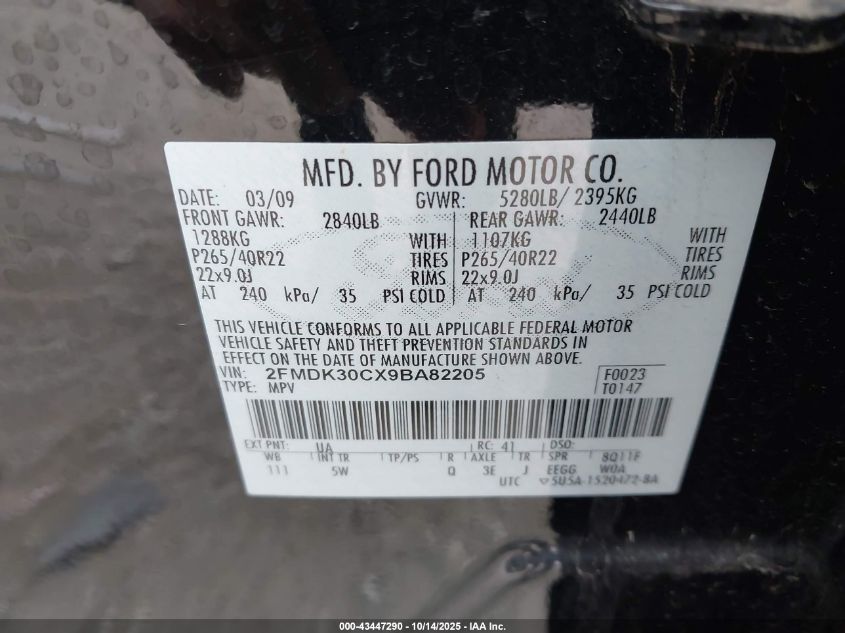 MFD. BY FORD MOTOR CO.
DATE: 03/09 GVWR: 5280LB/ 2395KG
FRONT GAWR: 2840LB REAR GAWR: 2440LB
1288KG WITH 1107KG WITH
P265/40R22 TIRES P265/40R22 TIRES
22x9.0J RIMS 22x9.0J RIMS
AT 240 kPa/ 35 PSI COLD AT 240 kPa/ 35 PSI COLD
THIS VEHICLE CONFORMS TO ALL APPLICABLE FEDERAL MOTOR
VEHICLE SAFETY AND THEFT PREVENTION STANDARDS IN
EFFECT ON THE DATE OF MANUFACTURE SHOWN ABOVE.
VIN: 2FMDK30CX9BA82205 F0023
TYPE: MPV T0147
EXT PNT: UA RC: 41 DSO:
WB INT TR TP/PS R AXLE TR SPR 8Q11F
111 5W Q 3E J EEGG W0A
UTC 5U5A-1520472-BA
000-43447290 - 10/14/2025 - IAA Inc.